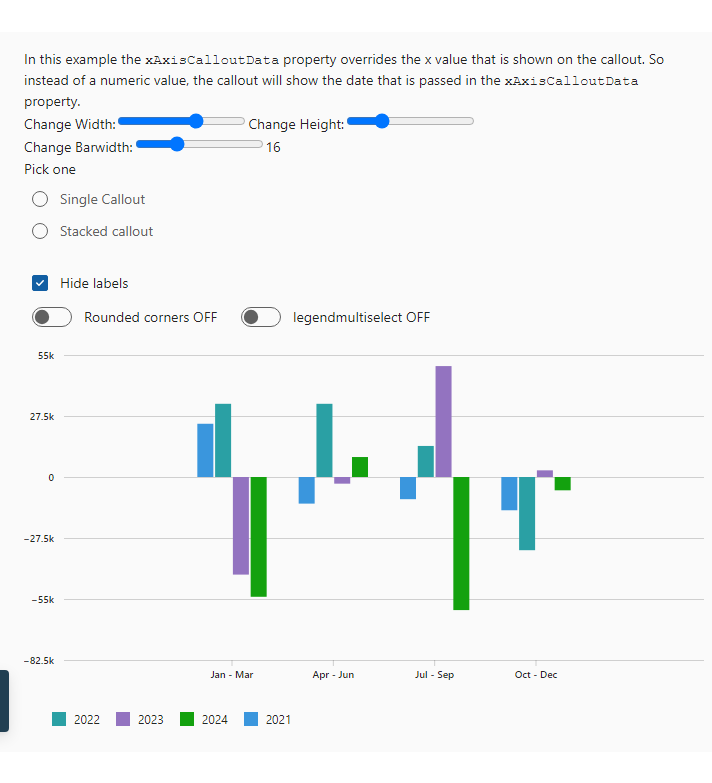 In this example the xAxisCalloutData property overrides the x value that is shown on the callout. So
instead of a numeric value, the callout will show the date that is passed in the xAxisCalloutData
property.
Change Width: Change Height:
Change Barwidth: 16
Pick one
Single Callout
Stacked callout
Hide labels
Rounded corners OFF legendmultiselect OFF
55k
27.5k
0
−27.5k
−55k
−82.5k
Jan - Mar Apr - Jun Jul - Sep Oct - Dec
2022 2023 2024 2021